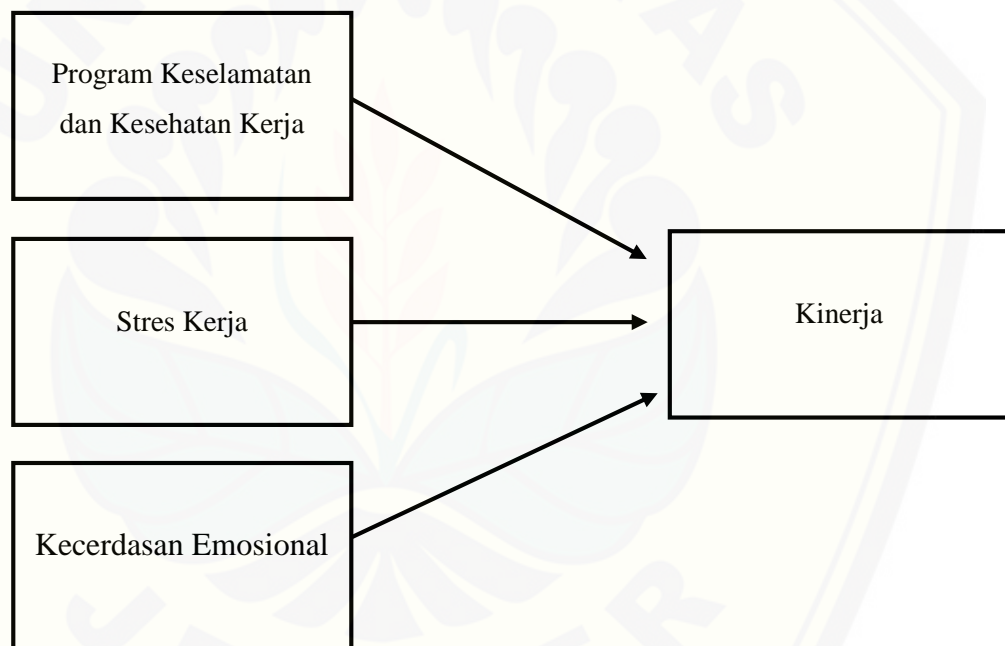 Program Keselamatan
dan Kesehatan Kerja
Stres Kerja
Kinerja
Kecerdasan Emosional